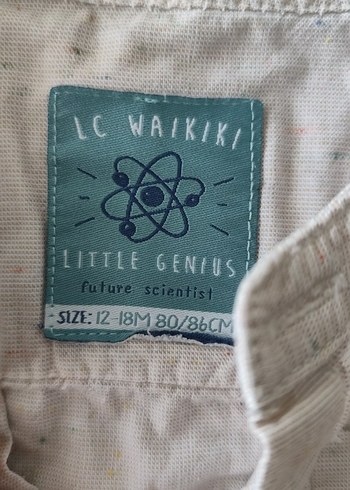 LC WAIKIKI
LITTLE GENIUS
future scientist
SIZE: 12-18M 80/86CM